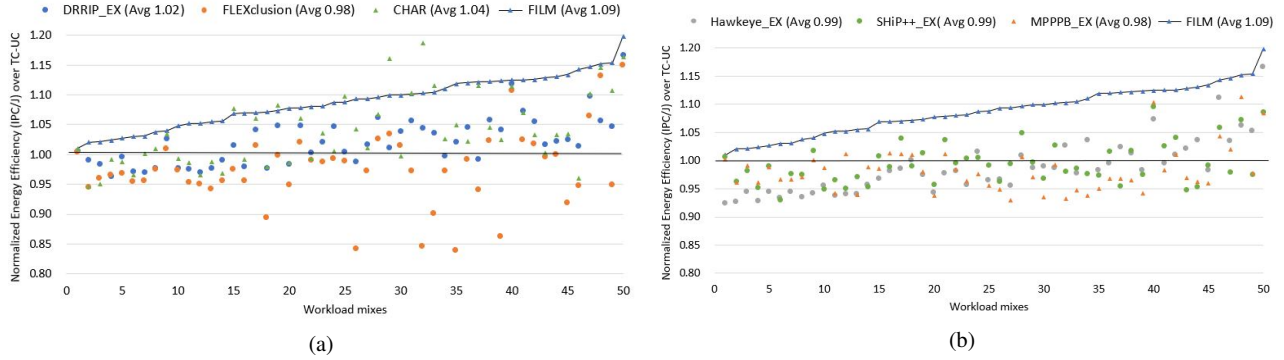 DRRIP_EX (Avg 1.02) FLEXclusion (Avg 0.98) CHAR (Avg 1.04) FILM (Avg 1.09)
Normalized Energy Efficiency (IPC/J) over TC-UC
1.20
1.15
1.10
1.05
1.00
0.95
0.90
0.85
0.80
0 5 10 15 20 25 30 35 40 45 50
Workload mixes
(a)
Hawkeye_EX (Avg 0.99) SHiP++_EX( Avg 0.99) MPPPB_EX (Avg 0.98) FILM (Avg 1.09)
Normalized Energy Efficiency (IPC/J) over TC-UC
1.20
1.15
1.10
1.05
1.00
0.95
0.90
0.85
0.80
0 5 10 15 20 25 30 35 40 45 50
Workload mixes
(b)